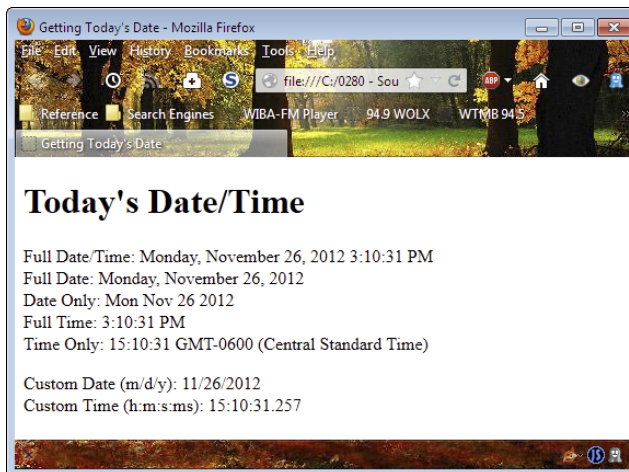 Getting Today's Date - Mozilla Firefox
File Edit View History Bookmarks Tools Help
S file:///C:/0280 - Sou C ABP
Reference Search Engines WIBA-FM Player 94.9 WOLX WTMB 94.5 »
Getting Today's Date
Today's Date/Time
Full Date/Time: Monday, November 26, 2012 3:10:31 PM
Full Date: Monday, November 26, 2012
Date Only: Mon Nov 26 2012
Full Time: 3:10:31 PM
Time Only: 15:10:31 GMT-0600 (Central Standard Time)
Custom Date (m/d/y): 11/26/2012
Custom Time (h:m:s:ms): 15:10:31.257
JS